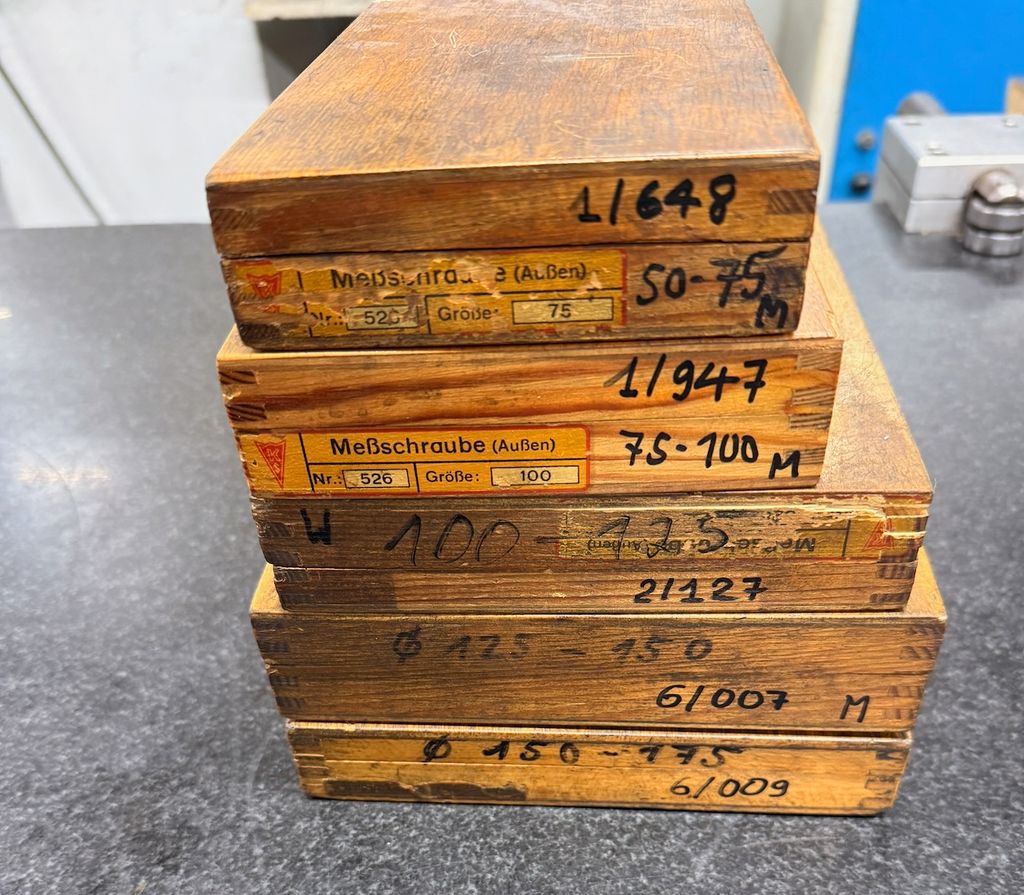 1/648
Meßschraube (Außen)
50-75
Nr.: 526 Größe: 75
M
1/947
Meßschraube (Außen)
75-100
Nr.: 526 Größe: 100
M
W 100-125
(Außen)
2/127
Ø 125 - 150
6/007 M
Ø 150-175
6/009